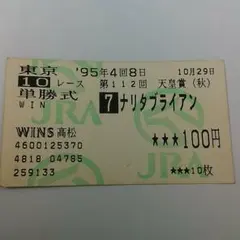 東京 '95年4回8日 10月29日
10レース 第112回 天皇賞(秋)
単勝式
WIN
7 ナリタブライアン
JRA
JRA
☆☆☆100円
WINS高松
4600125370
4818 04785
259133
☆☆☆10枚